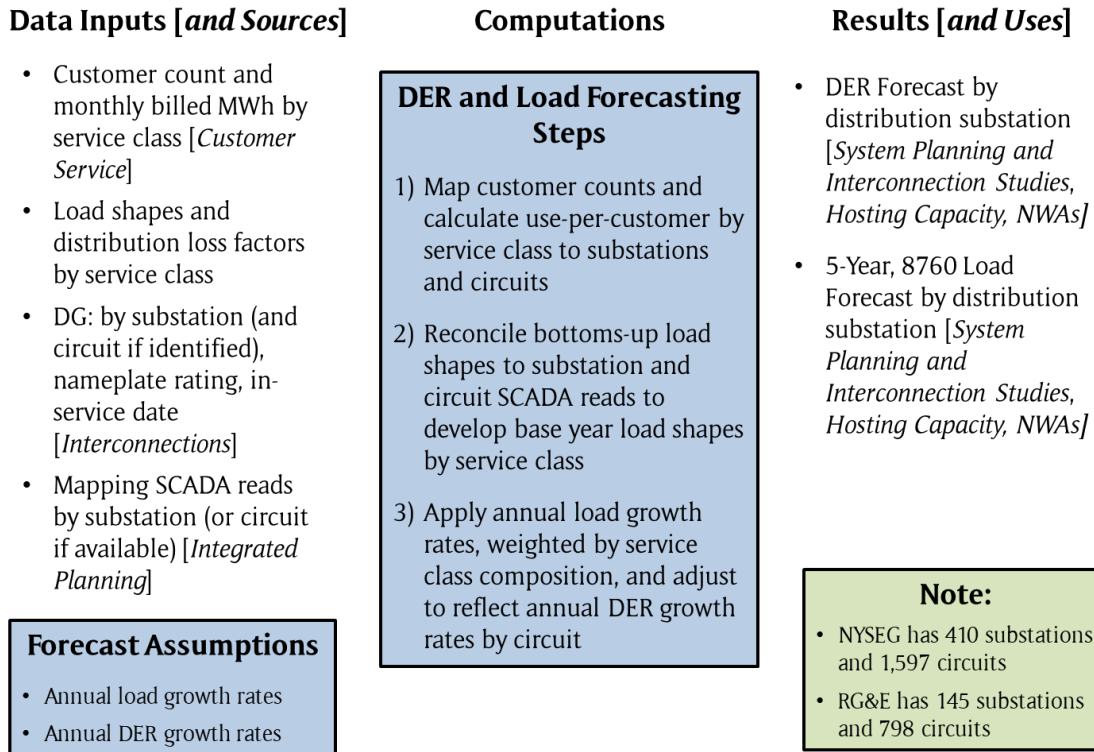 Data Inputs [and Sources]
• Customer count and
monthly billed MWh by
service class [Customer
Service]
• Load shapes and
distribution loss factors
by service class
• DG: by substation (and
circuit if identified),
nameplate rating, in-
service date
[Interconnections]
• Mapping SCADA reads
by substation (or circuit
if available) [Integrated
Planning]
Forecast Assumptions
• Annual load growth rates
• Annual DER growth rates
Computations
DER and Load Forecasting
Steps
1) Map customer counts and
calculate use-per-customer by
service class to substations
and circuits
2) Reconcile bottoms-up load
shapes to substation and
circuit SCADA reads to
develop base year load shapes
by service class
3) Apply annual load growth
rates, weighted by service
class composition, and adjust
to reflect annual DER growth
rates by circuit
Results [and Uses]
• DER Forecast by
distribution substation
[System Planning and
Interconnection Studies,
Hosting Capacity, NWAs]
• 5-Year, 8760 Load
Forecast by distribution
substation [System
Planning and
Interconnection Studies,
Hosting Capacity, NWAs]
Note:
• NYSEG has 410 substations
and 1,597 circuits
• RG&E has 145 substations
and 798 circuits